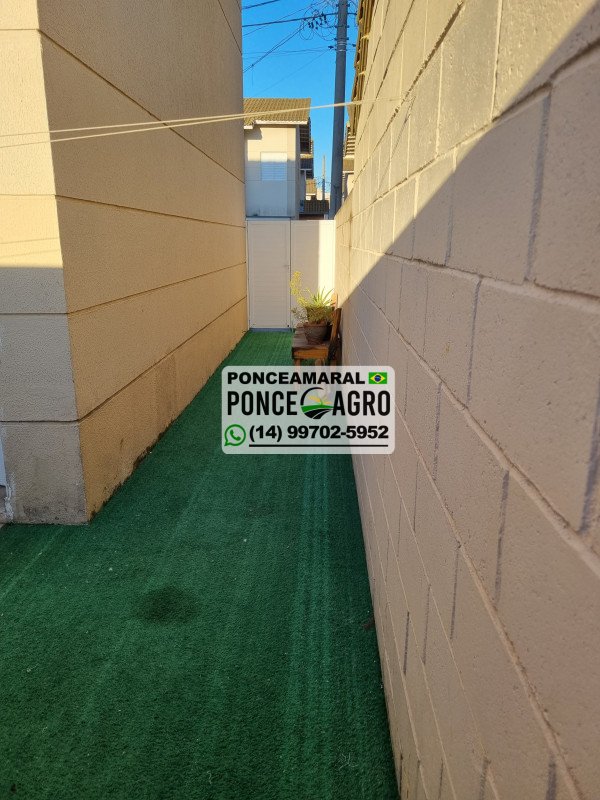 PONCEAMARAL
PONCE AGRO
(14) 99702-5952